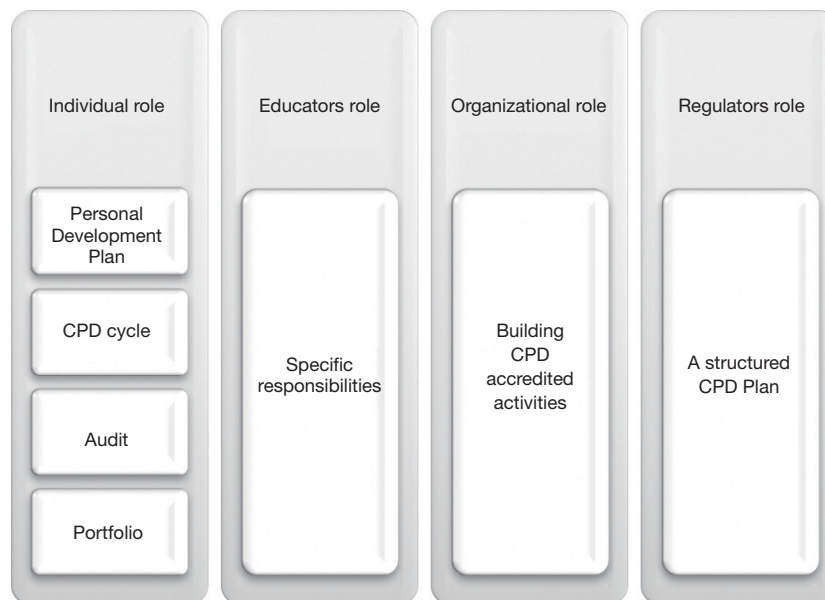 Individual role
Personal
Development
Plan
CPD cycle
Audit
Portfolio
Educators role
Specific
responsibilities
Organizational role
Building
CPD
accredited
activities
Regulators role
A structured
CPD Plan